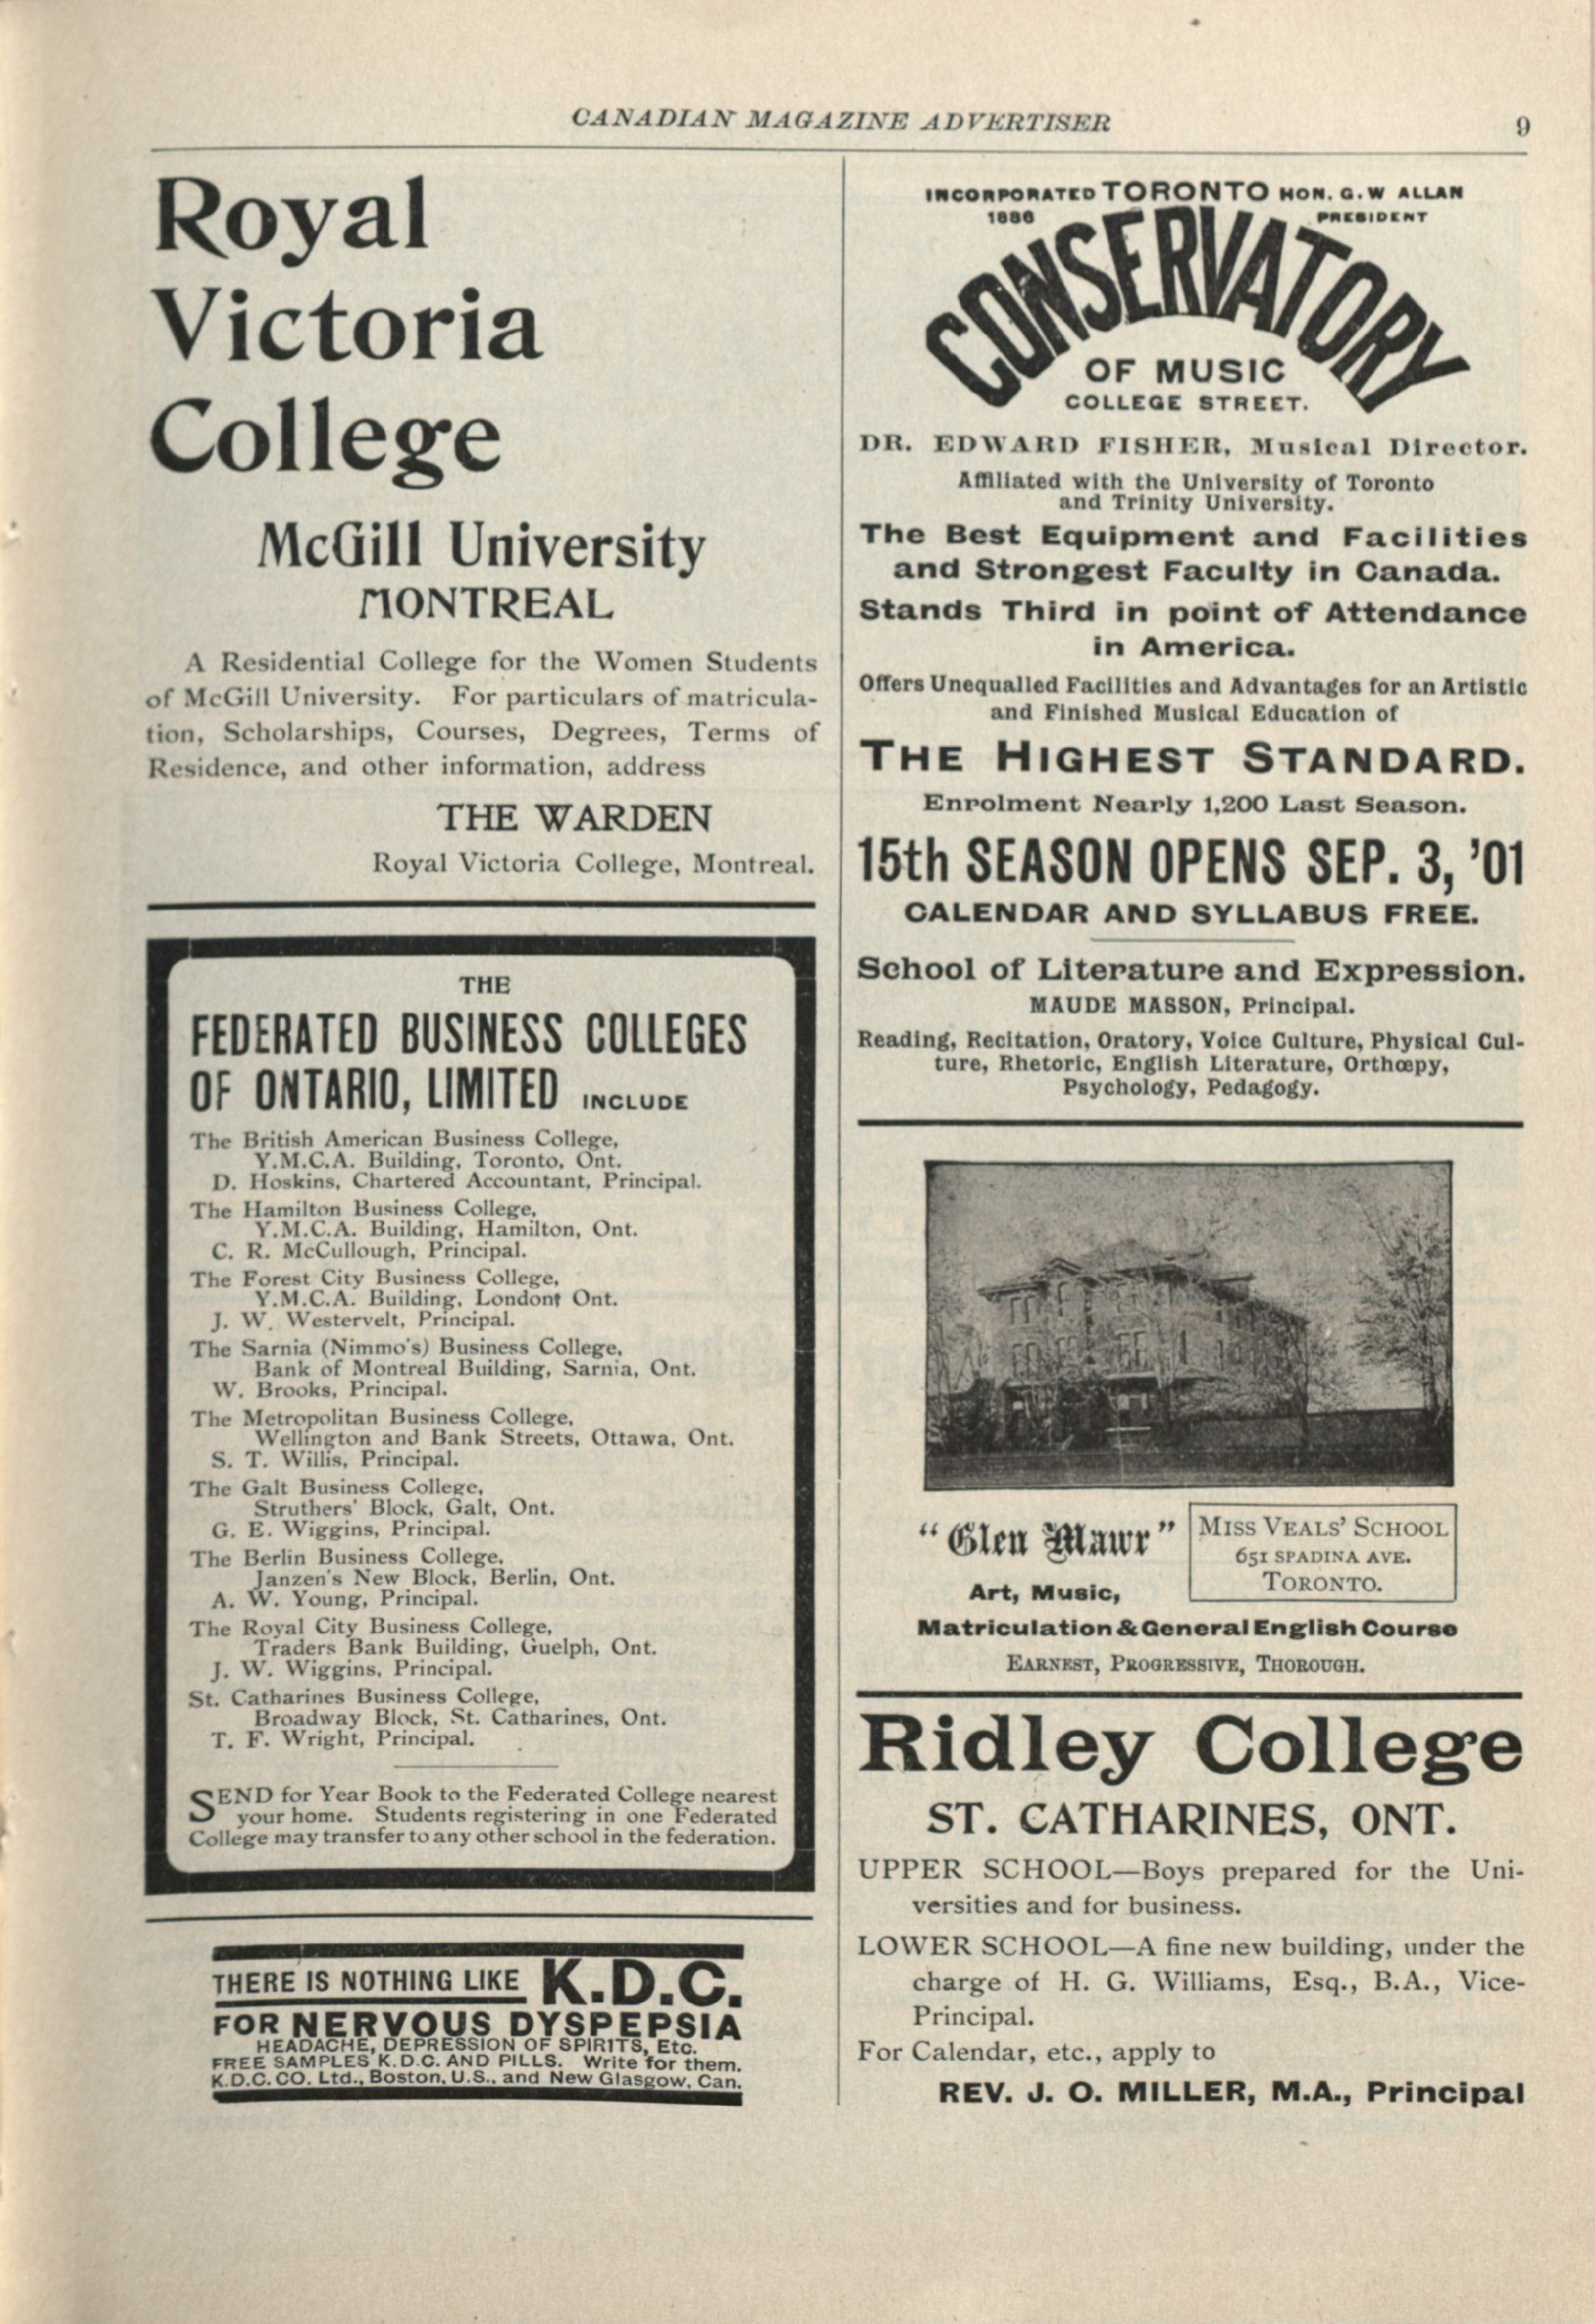 CANADIAN MAGAZINE ADVERTISER
9
Royal
Victoria
College
McGill University
MONTREAL
A Residential College for the Women Students
of McGill University. For particulars of matricula-
tion, Scholarships, Courses, Degrees, Terms of
Residence, and other information, address
THE WARDEN
Royal Victoria College, Montreal.
THE
FEDERATED BUSINESS COLLEGES
OF ONTARIO, LIMITED INCLUDE
The British American Business College,
Y.M.C.A. Building, Toronto, Ont.
D. Hoskins, Chartered Accountant, Principal.
The Hamilton Business College,
Y.M.C.A. Building, Hamilton, Ont.
C. R. McCullough, Principal.
The Forest City Business College,
Y.M.C.A. Building, London, Ont.
J. W. Westervelt, Principal.
The Sarnia (Nimmo's) Business College,
Bank of Montreal Building, Sarnia, Ont.
W. Brooks, Principal.
The Metropolitan Business College,
Wellington and Bank Streets, Ottawa, Ont.
S. T. Willis, Principal.
The Galt Business College,
Struthers' Block, Galt, Ont.
G. E. Wiggins, Principal.
The Berlin Business College,
Janzen's New Block, Berlin, Ont.
A. W. Young, Principal.
The Royal City Business College,
Traders Bank Building, Guelph, Ont.
J. W. Wiggins, Principal.
St. Catharines Business College,
Broadway Block, St. Catharines, Ont.
T. F. Wright, Principal.
SEND for Year Book to the Federated College nearest
your home. Students registering in one Federated
College may transfer to any other school in the federation.
THERE IS NOTHING LIKE K.D.C.
FOR NERVOUS DYSPEPSIA
HEADACHE, DEPRESSION OF SPIRITS, Etc.
FREE SAMPLES K.D.C. AND PILLS. Write for them.
K.D.C. CO. Ltd., Boston, U.S., and New Glasgow, Can.
INCORPORATED TORONTO HON. G. W ALLAN
1886 PRESIDENT
CONSERVATORY
OF MUSIC
COLLEGE STREET.
DR. EDWARD FISHER, Musical Director.
Affiliated with the University of Toronto
and Trinity University.
The Best Equipment and Facilities
and Strongest Faculty in Canada.
Stands Third in point of Attendance
in America.
Offers Unequalled Facilities and Advantages for an Artistic
and Finished Musical Education of
THE HIGHEST STANDARD.
Enrolment Nearly 1,200 Last Season.
15th SEASON OPENS SEP. 3, '01
CALENDAR AND SYLLABUS FREE.
School of Literature and Expression.
MAUDE MASSON, Principal.
Reading, Recitation, Oratory, Voice Culture, Physical Cul-
ture, Rhetoric, English Literature, Orthœpy,
Psychology, Pedagogy.
"Glen Mawr"
MISS VEALS' SCHOOL
651 SPADINA AVE.
TORONTO.
Art, Music,
Matriculation & General English Course
EARNEST, PROGRESSIVE, THOROUGH.
Ridley College
ST. CATHARINES, ONT.
UPPER SCHOOL—Boys prepared for the Uni-
versities and for business.
LOWER SCHOOL—A fine new building, under the
charge of H. G. Williams, Esq., B.A., Vice-
Principal.
For Calendar, etc., apply to
REV. J. O. MILLER, M.A., Principal